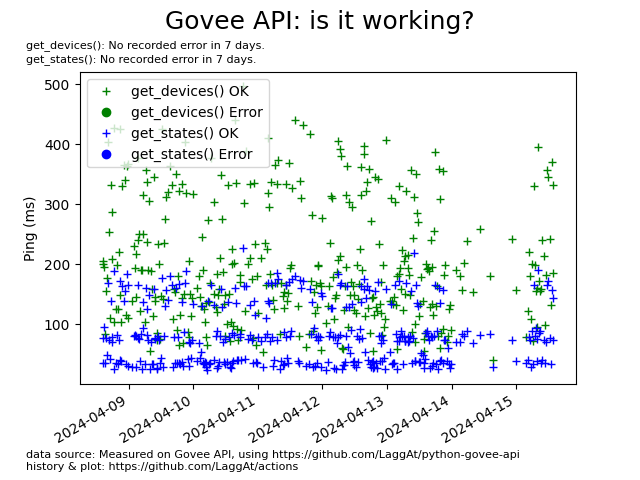 Govee API: is it working?
get_devices(): No recorded error in 7 days.
get_states(): No recorded error in 7 days.
get_devices() OK
get_devices() Error
get_states() OK
get_states() Error
Ping (ms)
500
400
300
200
100
2024-04-09
2024-04-10
2024-04-11
2024-04-12
2024-04-13
2024-04-14
2024-04-15
data source: Measured on Govee API, using https://github.com/LaggAt/python-govee-api
history & plot: https://github.com/LaggAt/actions